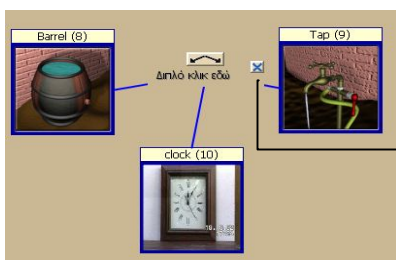 Barrel (8)
Tap (9)
Διπλό κλικ εδώ
clock (10)